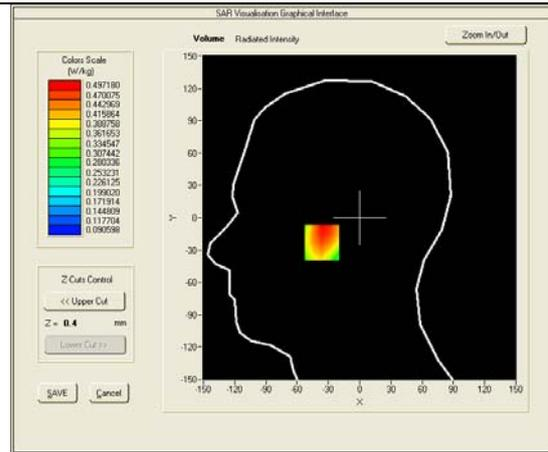 SAR Visualisation Graphical Interface
Volume Radiated Intensity
Zoom In/Out
Colors Scale
(W/kg)
0.497180
0.470075
0.442969
0.415864
0.388758
0.361653
0.334547
0.307442
0.280336
0.253231
0.226125
0.199020
0.171914
0.144809
0.117704
0.090598
Z Cuts Control
<< Upper Cut
Z = 0.4 mm
Lower Cut >>
SAVE Cancel
150
120
90
60
30
0
-30
-60
-90
-120
-150
Y
-150 -120 -90 -60 -30 0 30 60 90 120 150
X